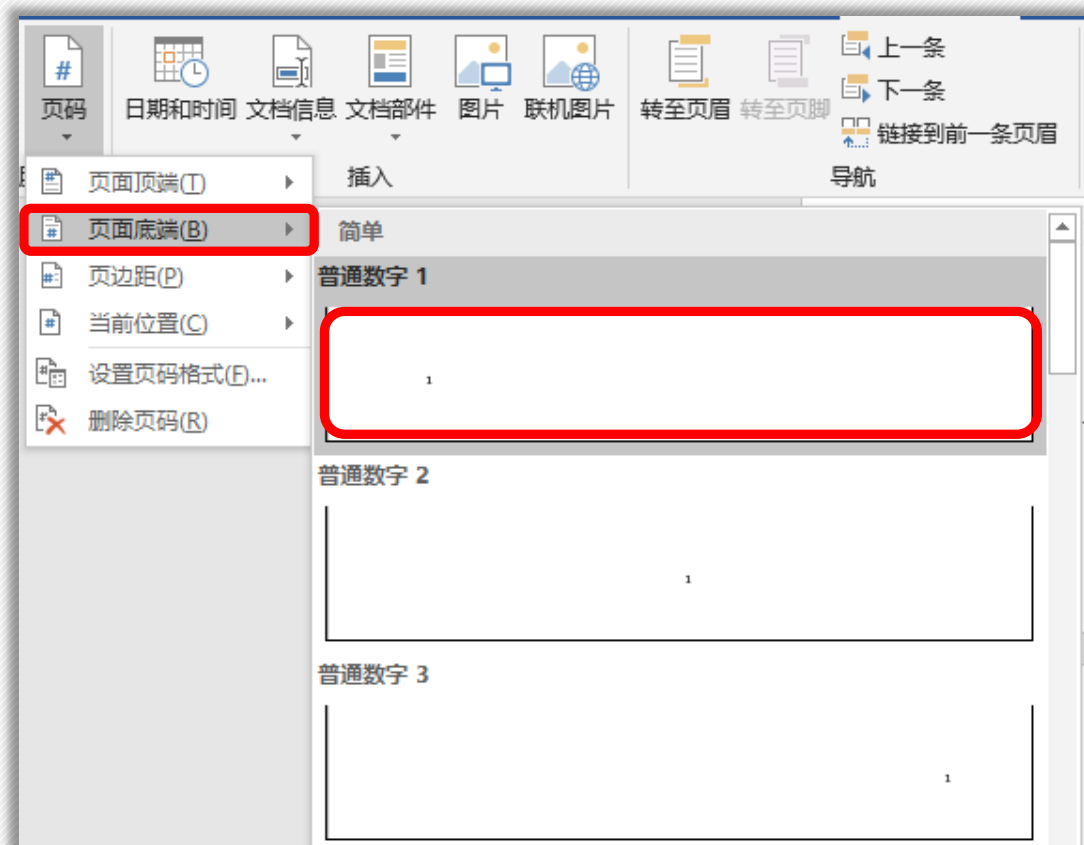 页码
日期和时间
文档信息
文档部件
图片
联机图片
转至页眉
转至页脚
上一条
下一条
链接到前一条页眉
插入
导航
页面顶端(T)
页面底端(B)
页边距(P)
当前位置(C)
设置页码格式(F)...
删除页码(R)
简单
普通数字 1
1
普通数字 2
1
普通数字 3
1